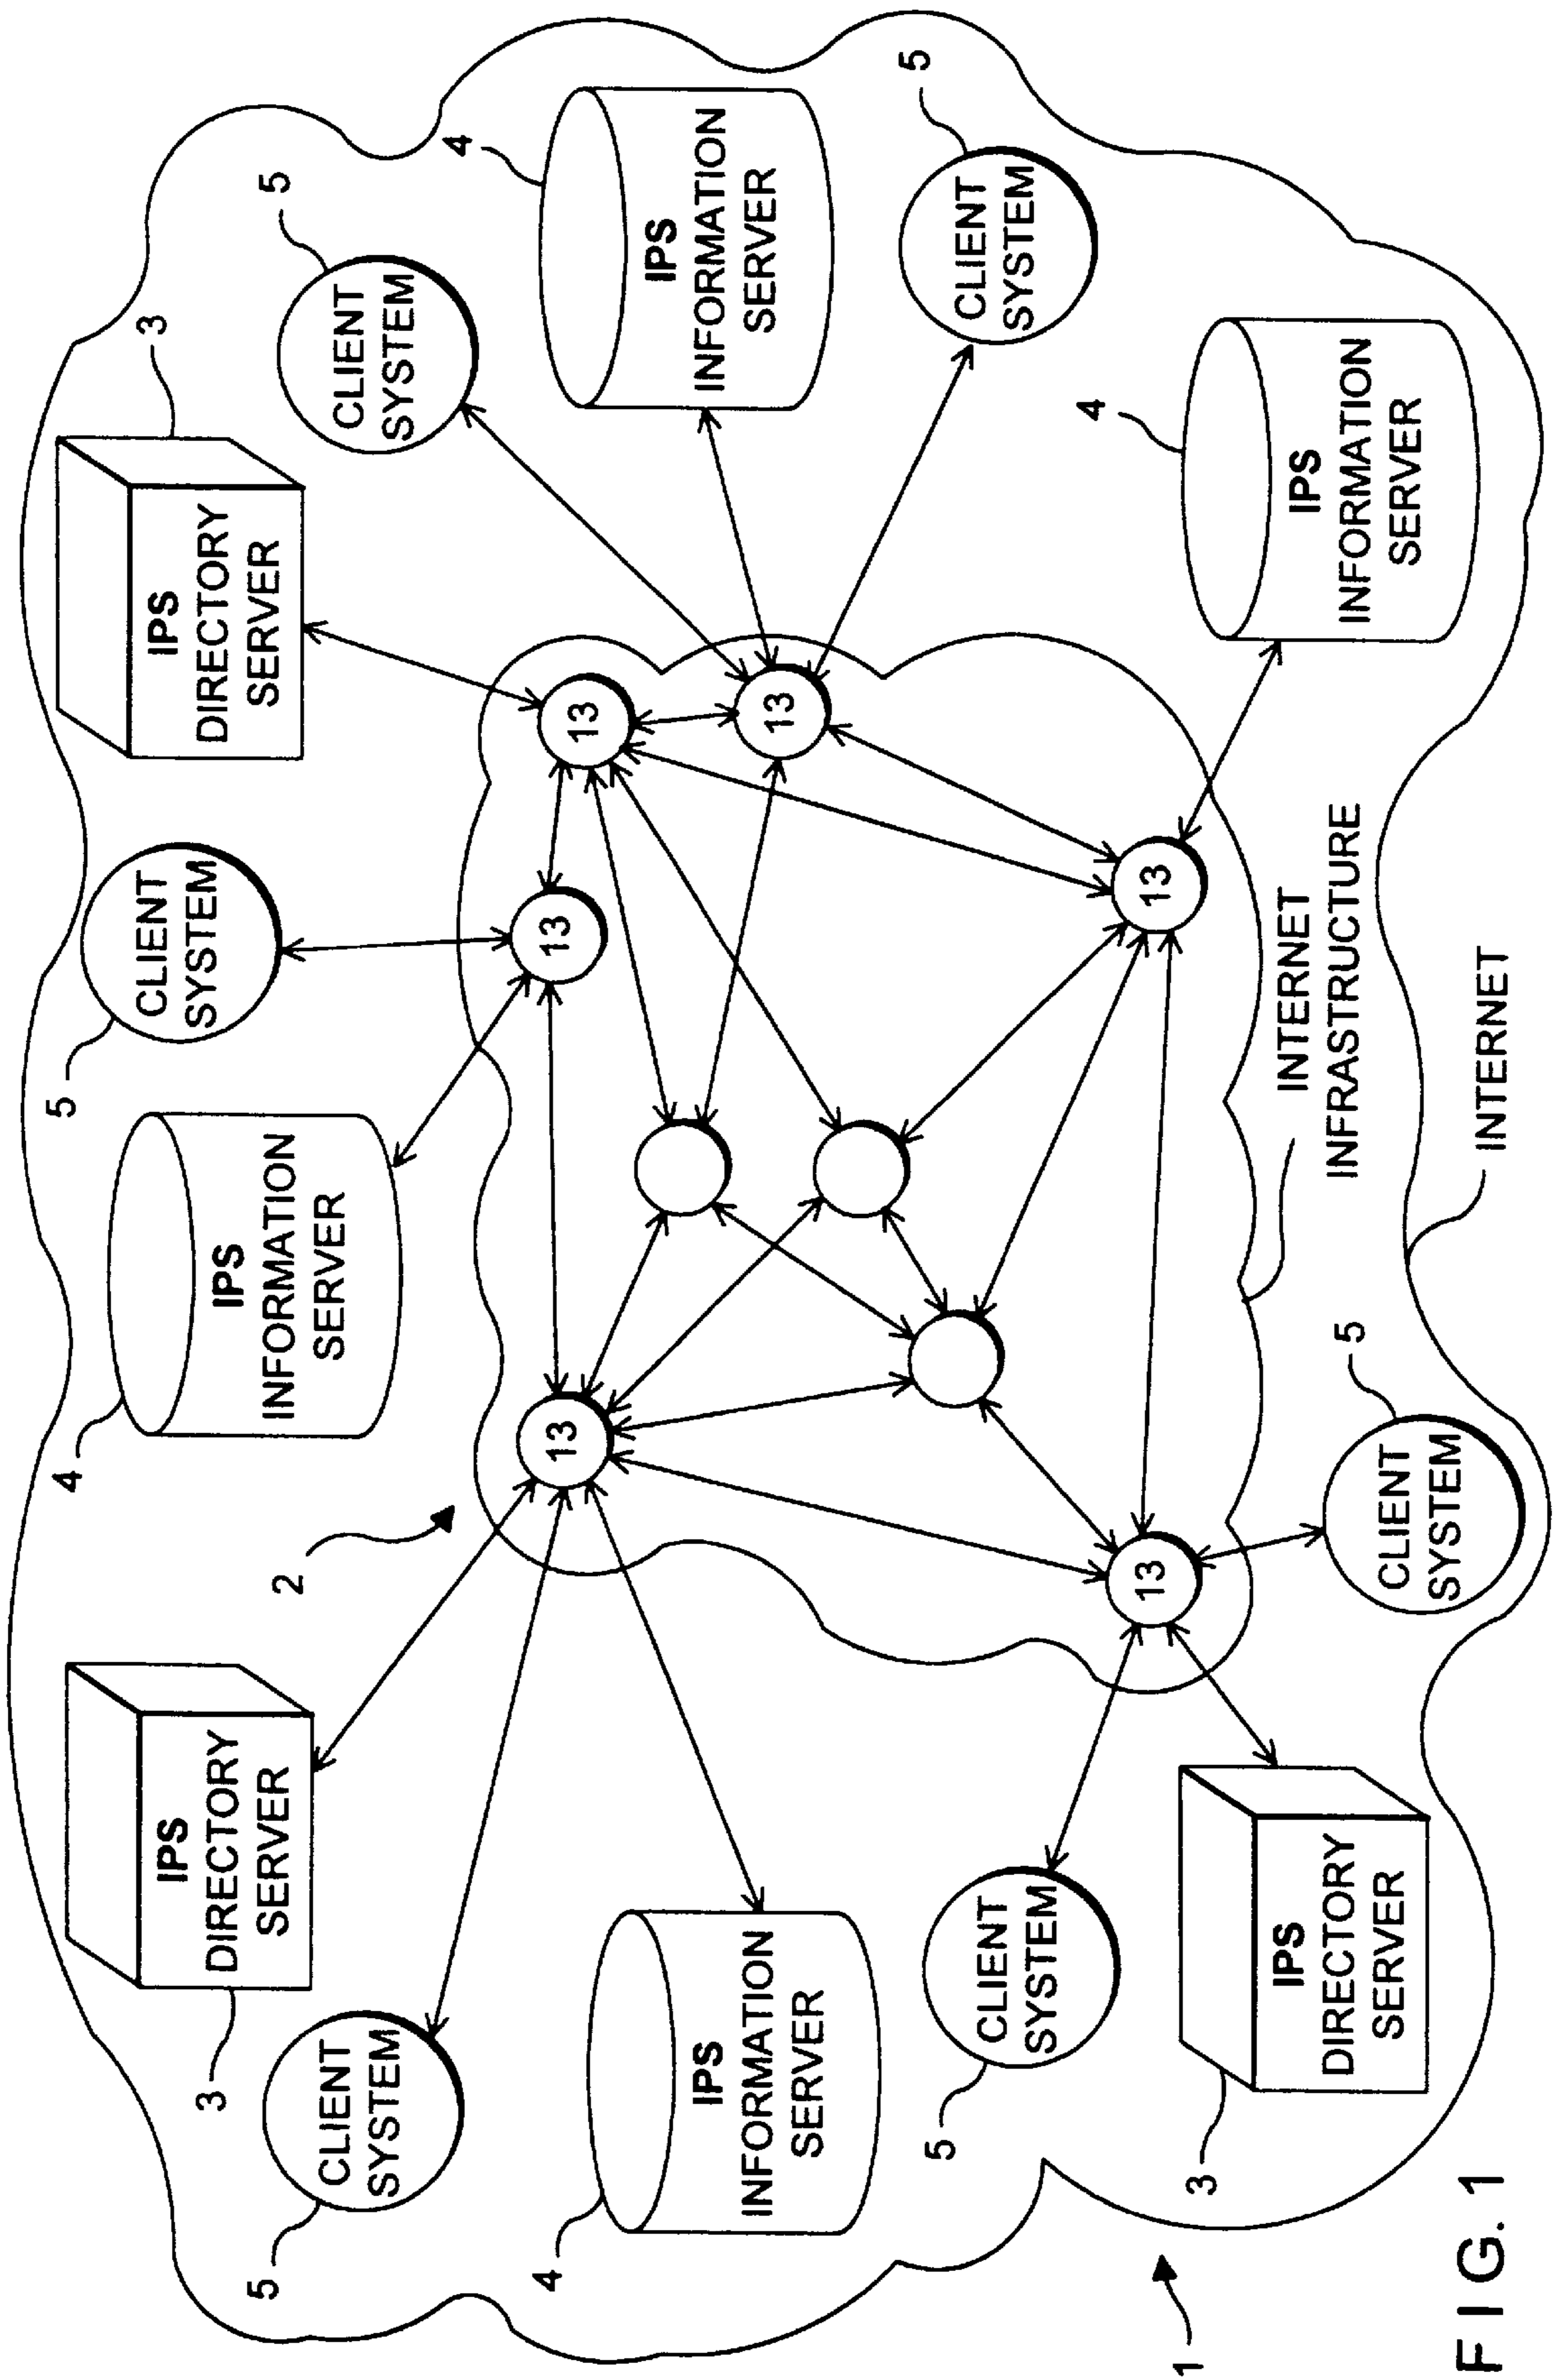 4
IPS
INFORMATION
SERVER
5
CLIENT
SYSTEM
3
IPS
DIRECTORY
SERVER
3
IPS
DIRECTORY
SERVER
5
CLIENT
SYSTEM
5
CLIENT
SYSTEM
2
4
IPS
INFORMATION
SERVER
13
13
13
13
4
IPS
INFORMATION
SERVER
5
CLIENT
SYSTEM
5
CLIENT
SYSTEM
13
13
4
IPS
INFORMATION
SERVER
1
3
IPS
DIRECTORY
SERVER
INTERNET
INFRASTRUCTURE
5
CLIENT
SYSTEM
INTERNET
FIG. 1